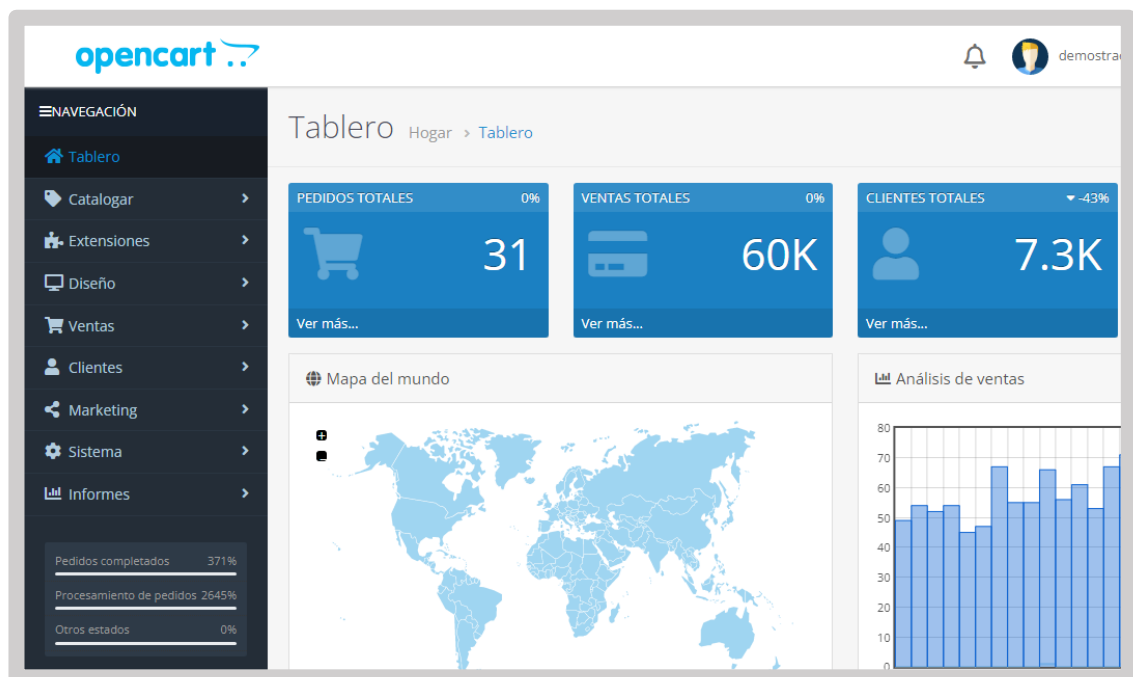 opencart
demostrac
NAVEGACIÓN
Tablero
Catalogar
Extensiones
Diseño
Ventas
Clientes
Marketing
Sistema
Informes
Pedidos completados 371%
Procesamiento de pedidos 2645%
Otros estados 0%
Tablero Hogar > Tablero
PEDIDOS TOTALES 0%
31
Ver más...
VENTAS TOTALES 0%
60K
Ver más...
CLIENTES TOTALES -43%
7.3K
Ver más...
Mapa del mundo
Análisis de ventas
80
70
60
50
40
30
20
10
0